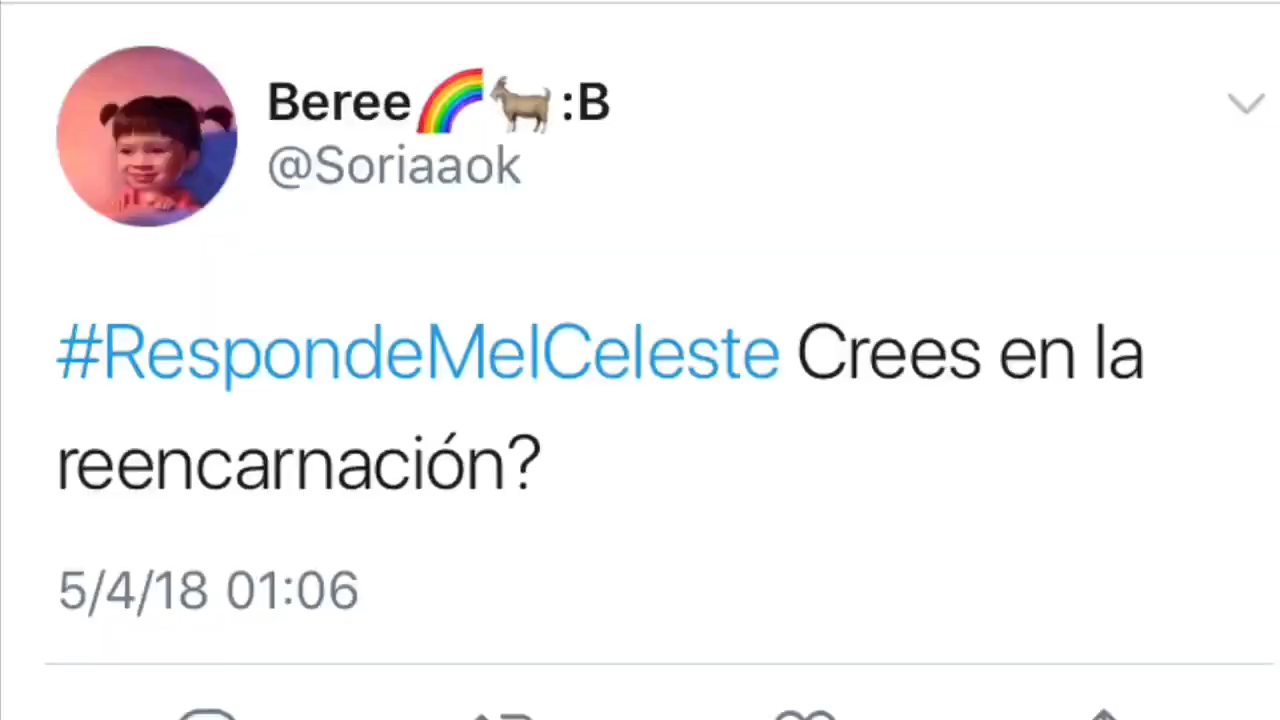 Beree🌈🐐 :B
@Soriaaok
#RespondeMelCeleste Crees en la
reencarnación?
5/4/18 01:06